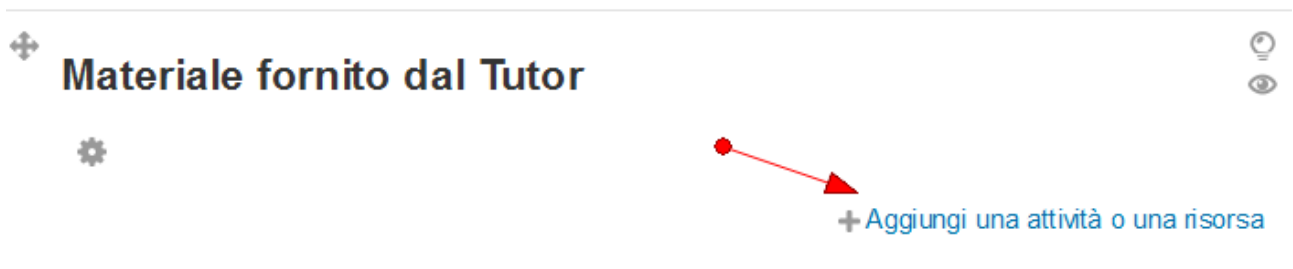 Materiale fornito dal Tutor
Aggiungi una attività o una risorsa